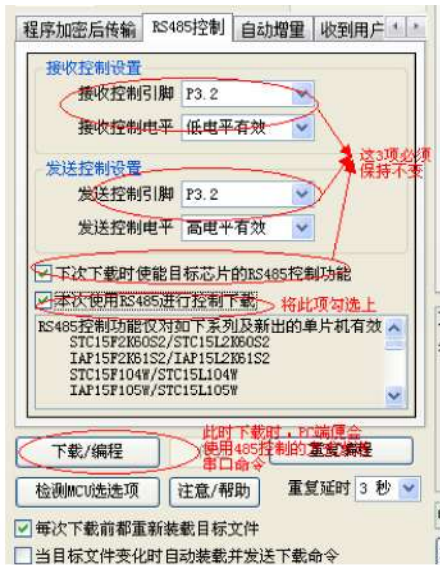 程序加密后传输 RS485控制 自动增量 收到用户
接收控制设置
接收控制引脚 P3.2
接收控制电平 低电平有效
这3项必须
保持不变
发送控制设置
发送控制引脚 P3.2
发送控制电平 高电平有效
下次下载时使能目标芯片的RS485控制功能
本次使用RS485进行控制下载 将此项勾选上
RS485控制功能仅对如下系列及新出的单片机有效
STC15F2K60S2/STC15L2K60S2
IAP15F2K61S2/IAP15L2K61S2
STC15F104W/STC15L104W
IAP15F105W/STC15L105W
此时下载时，PC端便会
下载/编程 使用485控制的 重复编程
串口命令
检测MCU选选项 注意/帮助 重复延时 3 秒
每次下载前都重新装载目标文件
当目标文件变化时自动装载并发送下载命令